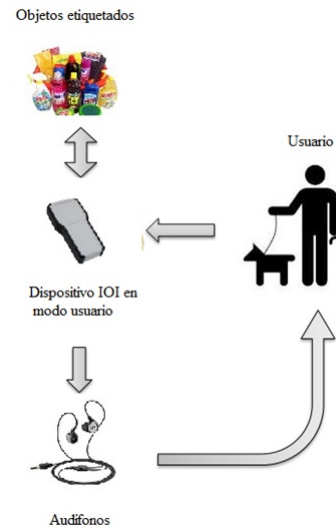 Objetos etiquetados
Usuario
Dispositivo IOI en
modo usuario
Audífonos